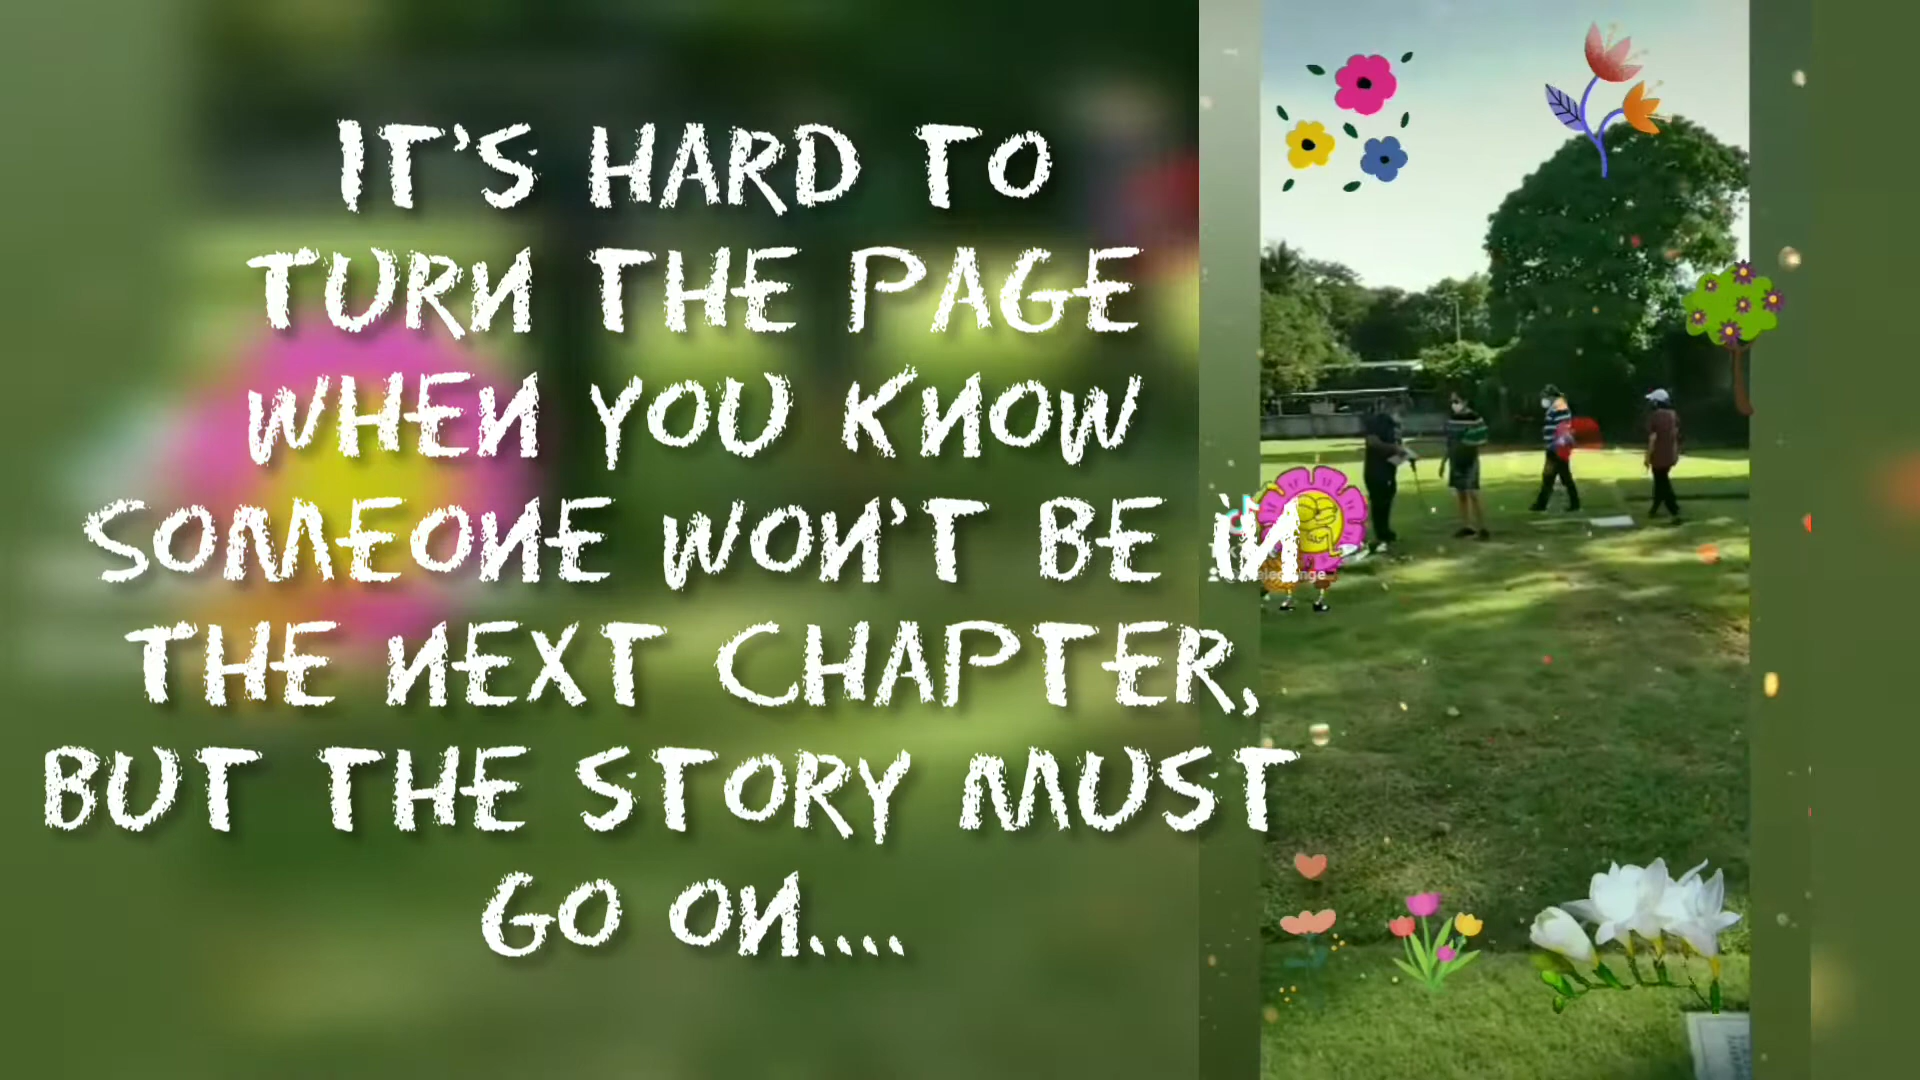 IT'S HARD TO
TURN THE PAGE
WHEN YOU KNOW
SOMEONE WON'T BE IN
THE NEXT CHAPTER,
BUT THE STORY MUST
GO ON....